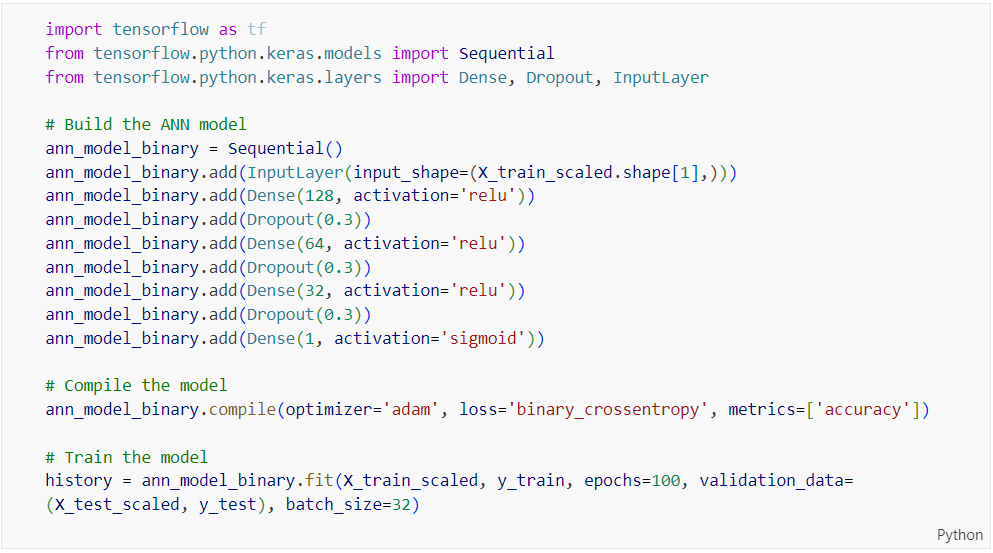 import tensorflow as tf
from tensorflow.python.keras.models import Sequential
from tensorflow.python.keras.layers import Dense, Dropout, InputLayer

# Build the ANN model
ann_model_binary = Sequential()
ann_model_binary.add(InputLayer(input_shape=(X_train_scaled.shape[1],)))
ann_model_binary.add(Dense(128, activation='relu'))
ann_model_binary.add(Dropout(0.3))
ann_model_binary.add(Dense(64, activation='relu'))
ann_model_binary.add(Dropout(0.3))
ann_model_binary.add(Dense(32, activation='relu'))
ann_model_binary.add(Dropout(0.3))
ann_model_binary.add(Dense(1, activation='sigmoid'))

# Compile the model
ann_model_binary.compile(optimizer='adam', loss='binary_crossentropy', metrics=['accuracy'])

# Train the model
history = ann_model_binary.fit(X_train_scaled, y_train, epochs=100, validation_data=
(X_test_scaled, y_test), batch_size=32)
Python